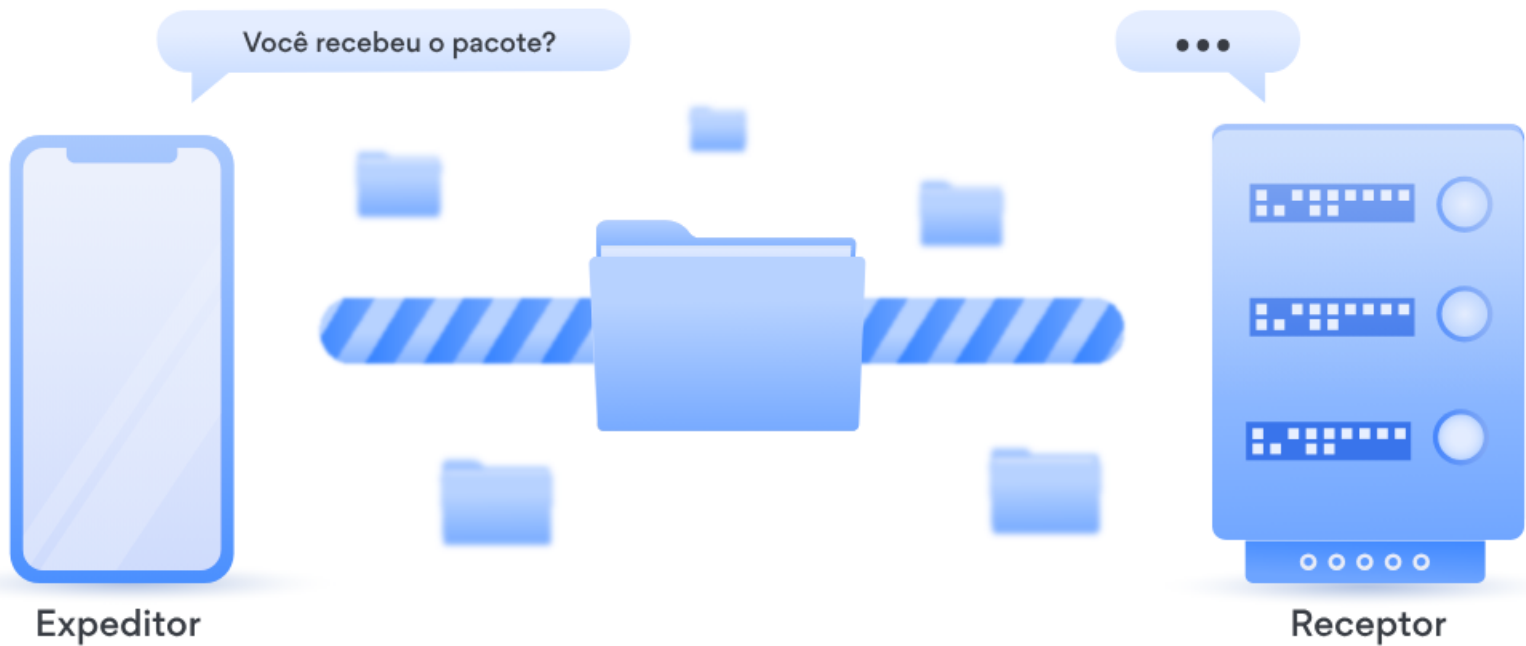 Você recebeu o pacote?
•••
Expeditor
Receptor